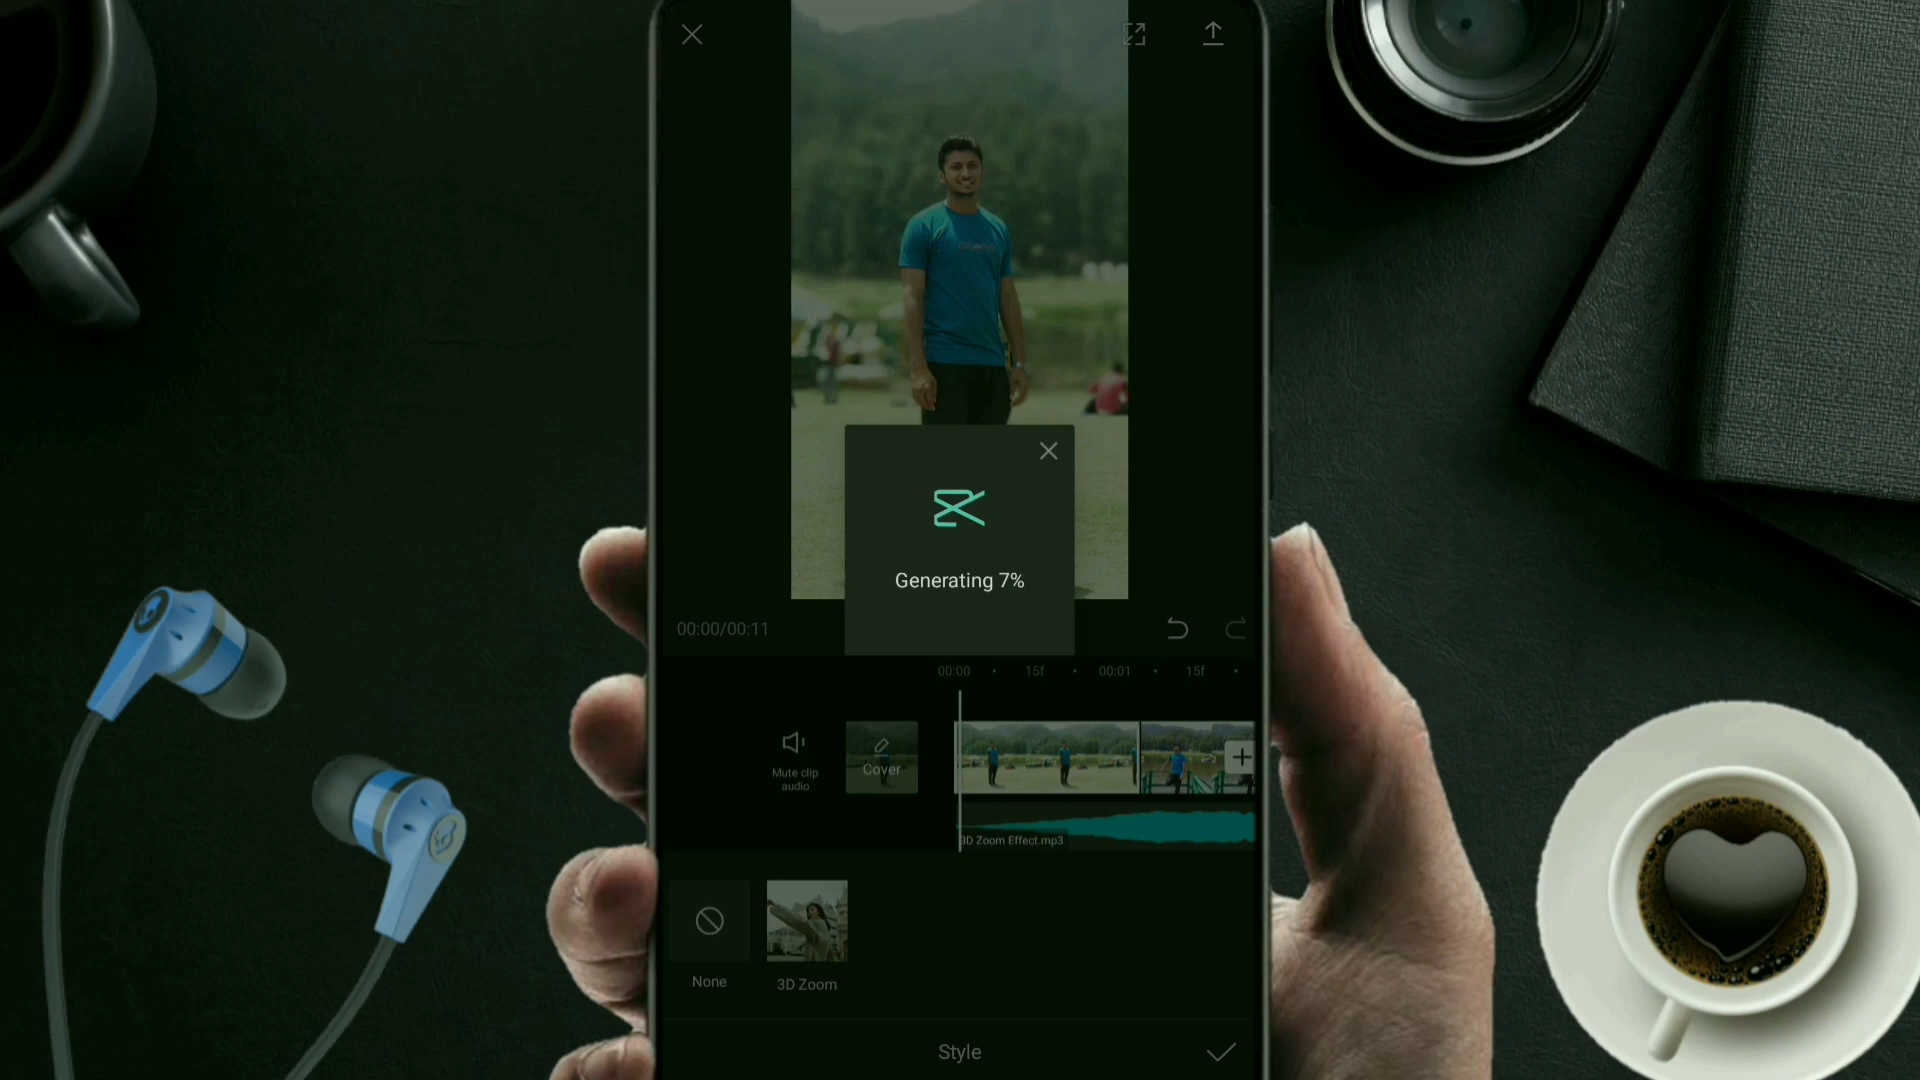 Generating 7%
00:00/00:11
00:00
15f
00:01
15f
Mute clip
audio
Cover
3D Zoom Effect.mp3
None
3D Zoom
Style